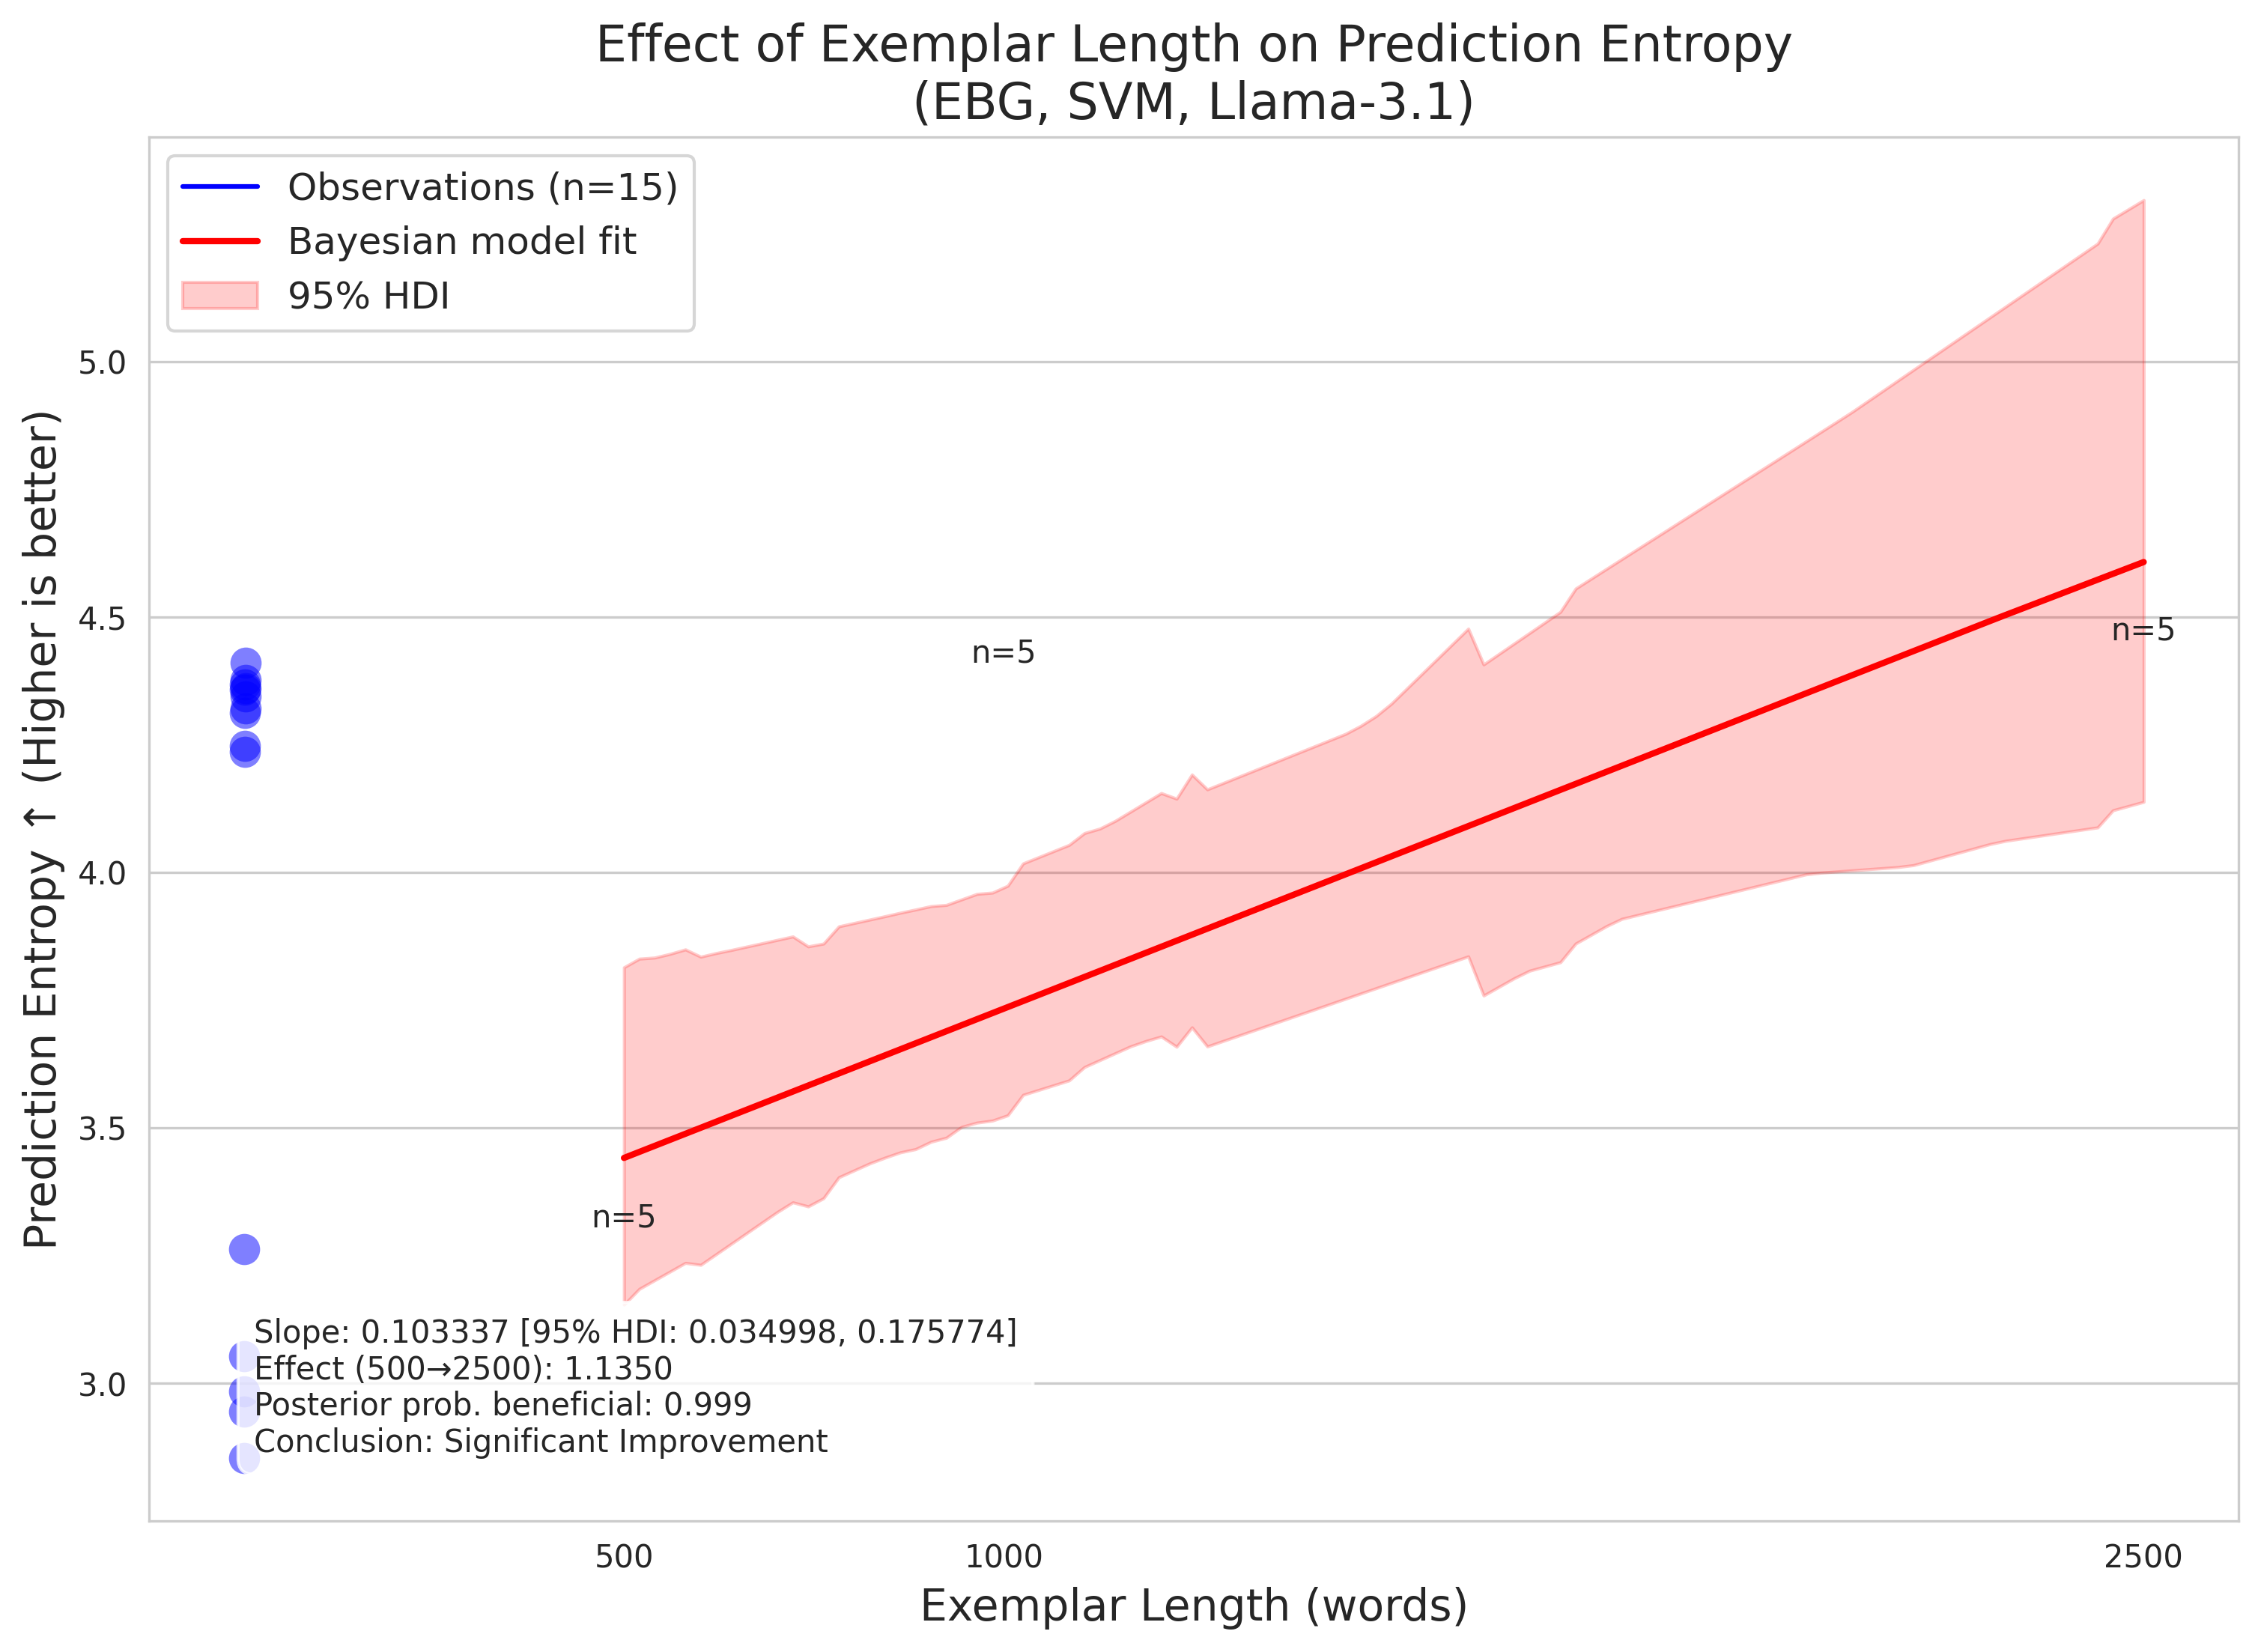 Effect of Exemplar Length on Prediction Entropy
(EBG, SVM, Llama-3.1)
Observations (n=15)
Bayesian model fit
95% HDI
Prediction Entropy ↑ (Higher is better)
5.0
4.5
4.0
3.5
3.0
n=5
n=5
n=5
Slope: 0.103337 [95% HDI: 0.034998, 0.175774]
Effect (500→2500): 1.1350
Posterior prob. beneficial: 0.999
Conclusion: Significant Improvement
500
1000
2500
Exemplar Length (words)